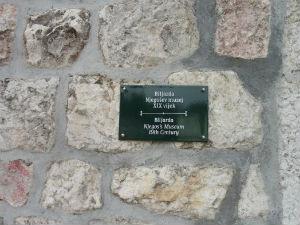 Biljarda
Njegošev muzej
XIX vijek
Biljarda
Njegos's Museum
19th Century